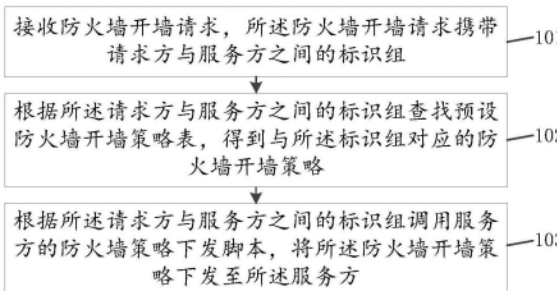 接收防火墙开墙请求，所述防火墙开墙请求携带
请求方与服务方之间的标识组
101
根据所述请求方与服务方之间的标识组查找预设
防火墙开墙策略表，得到与所述标识组对应的防
火墙开墙策略
102
根据所述请求方与服务方之间的标识组调用服务
方的防火墙策略下发脚本，将所述防火墙开墙策
略下发至所述服务方
103